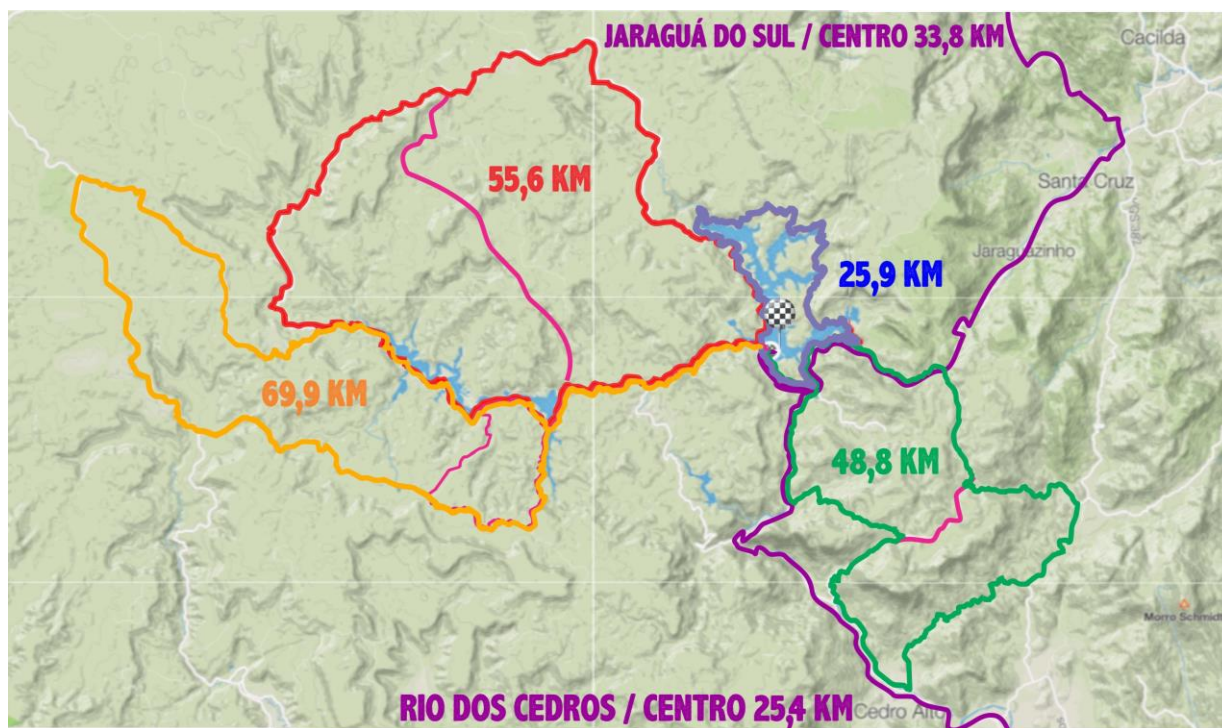 JARAGUÁ DO SUL / CENTRO 33,8 KM
Cacilda
55,6 KM
Santa Cruz
Jaraguazinho
25,9 KM
69,9 KM
48,8 KM
Morro Schmidt
RIO DOS CEDROS / CENTRO 25,4 KM
Cedro Alto